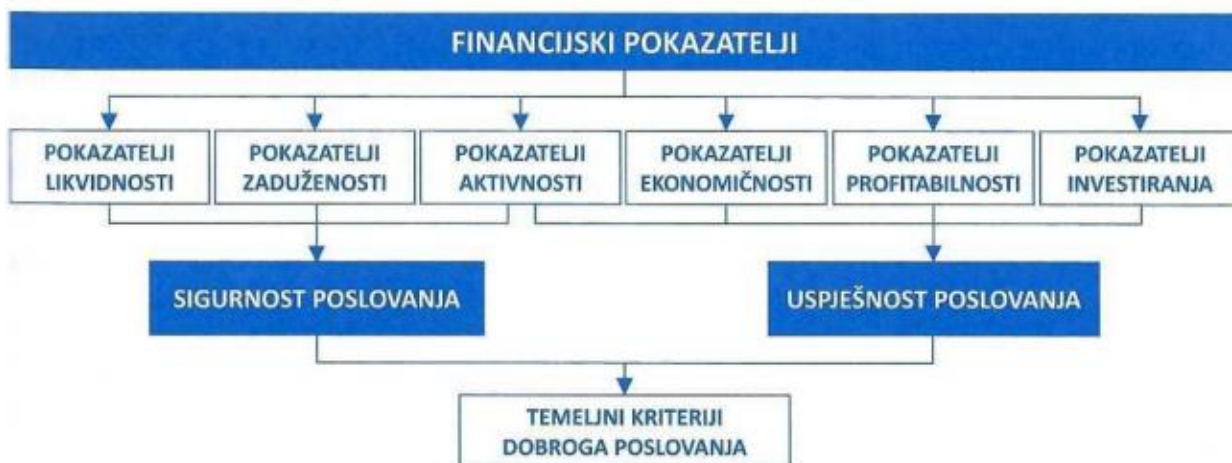 FINANCIJSKI POKAZATELJI
POKAZATELJI
LIKVIDNOSTI
POKAZATELJI
ZADUŽENOSTI
POKAZATELJI
AKTIVNOSTI
POKAZATELJI
EKONOMIČNOSTI
POKAZATELJI
PROFITABILNOSTI
POKAZATELJI
INVESTIRANJA
SIGURNOST POSLOVANJA
USPJEŠNOST POSLOVANJA
TEMELJNI KRITERIJI
DOBROGA POSLOVANJA